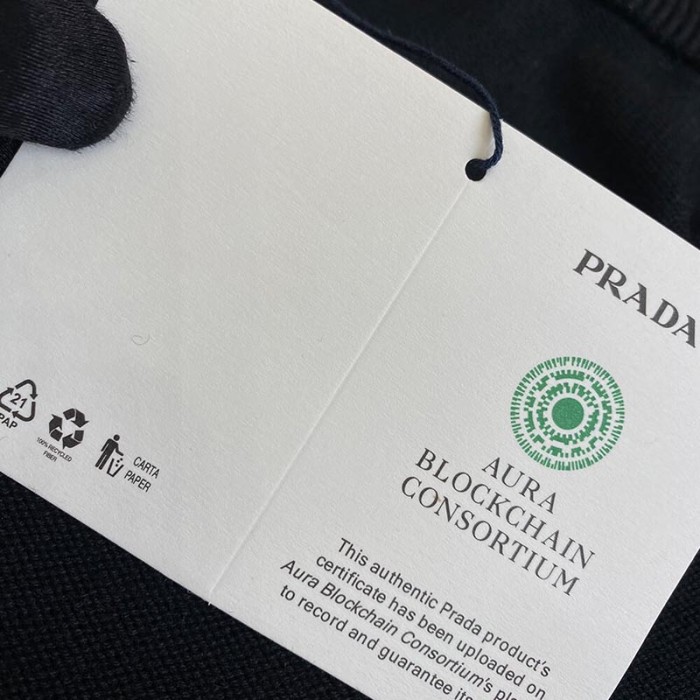 21
PAP
100% RECYCLED
FIBER
CARTA
PAPER
PRADA
AURA
BLOCKCHAIN
CONSORTIUM
This authentic Prada product's
certificate has been uploaded on
Aura Blockchain Consortium's
to record and guarantee its